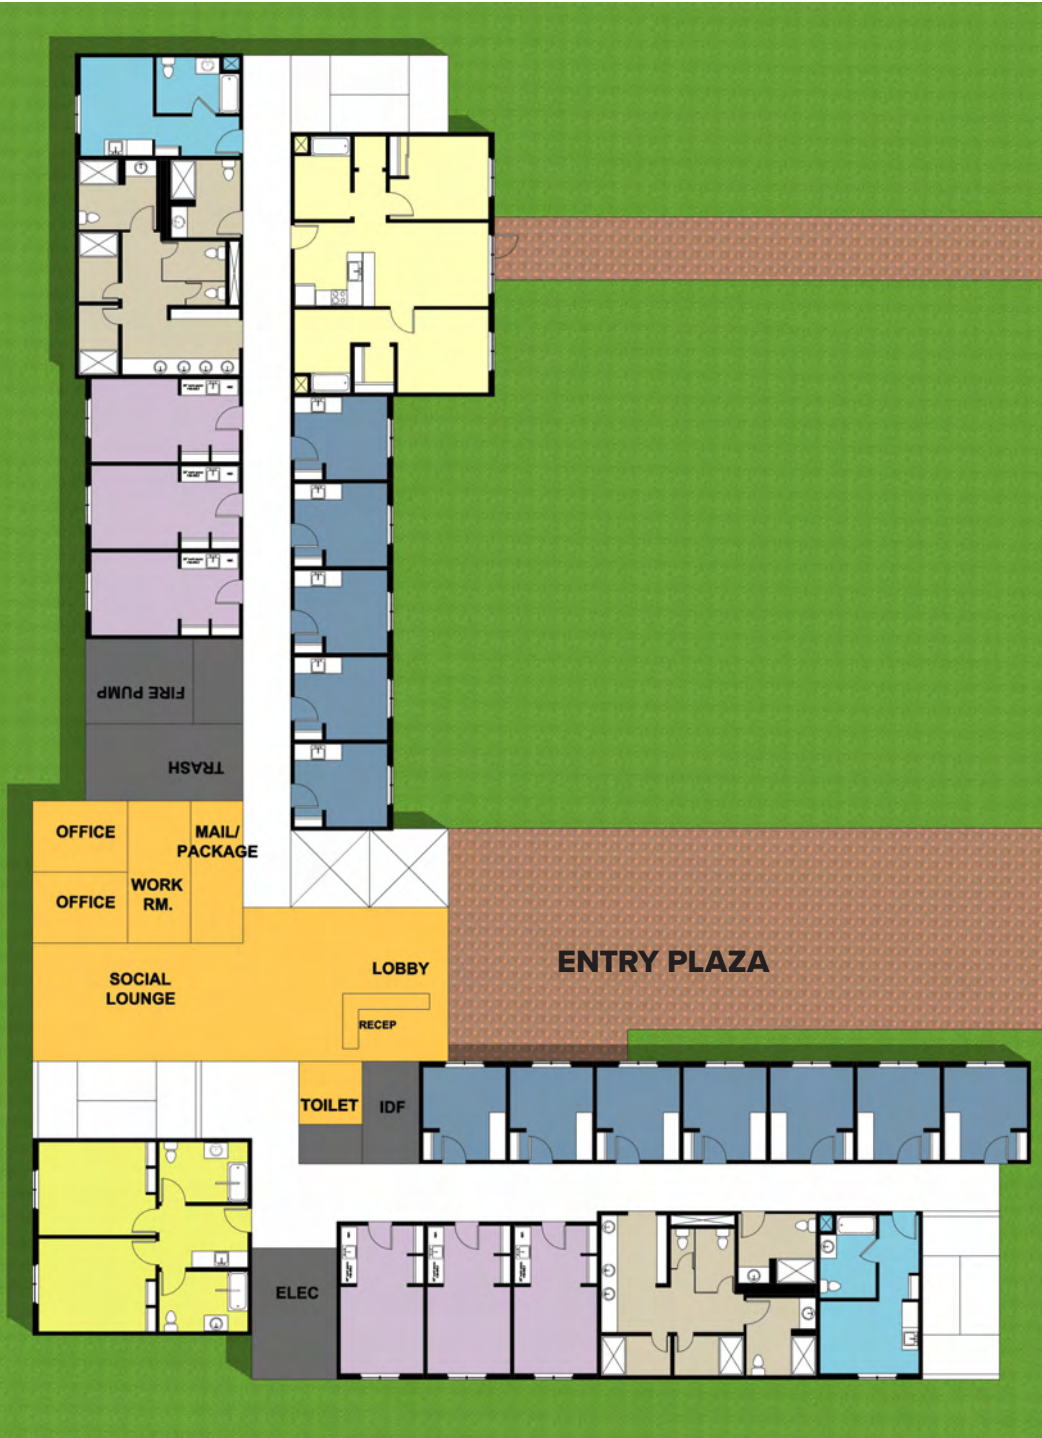 FIRE PUMP
TRASH
OFFICE
MAIL/
PACKAGE
WORK
RM.
OFFICE
SOCIAL
LOUNGE
LOBBY
RECEP
ENTRY PLAZA
TOILET
IDF
ELEC